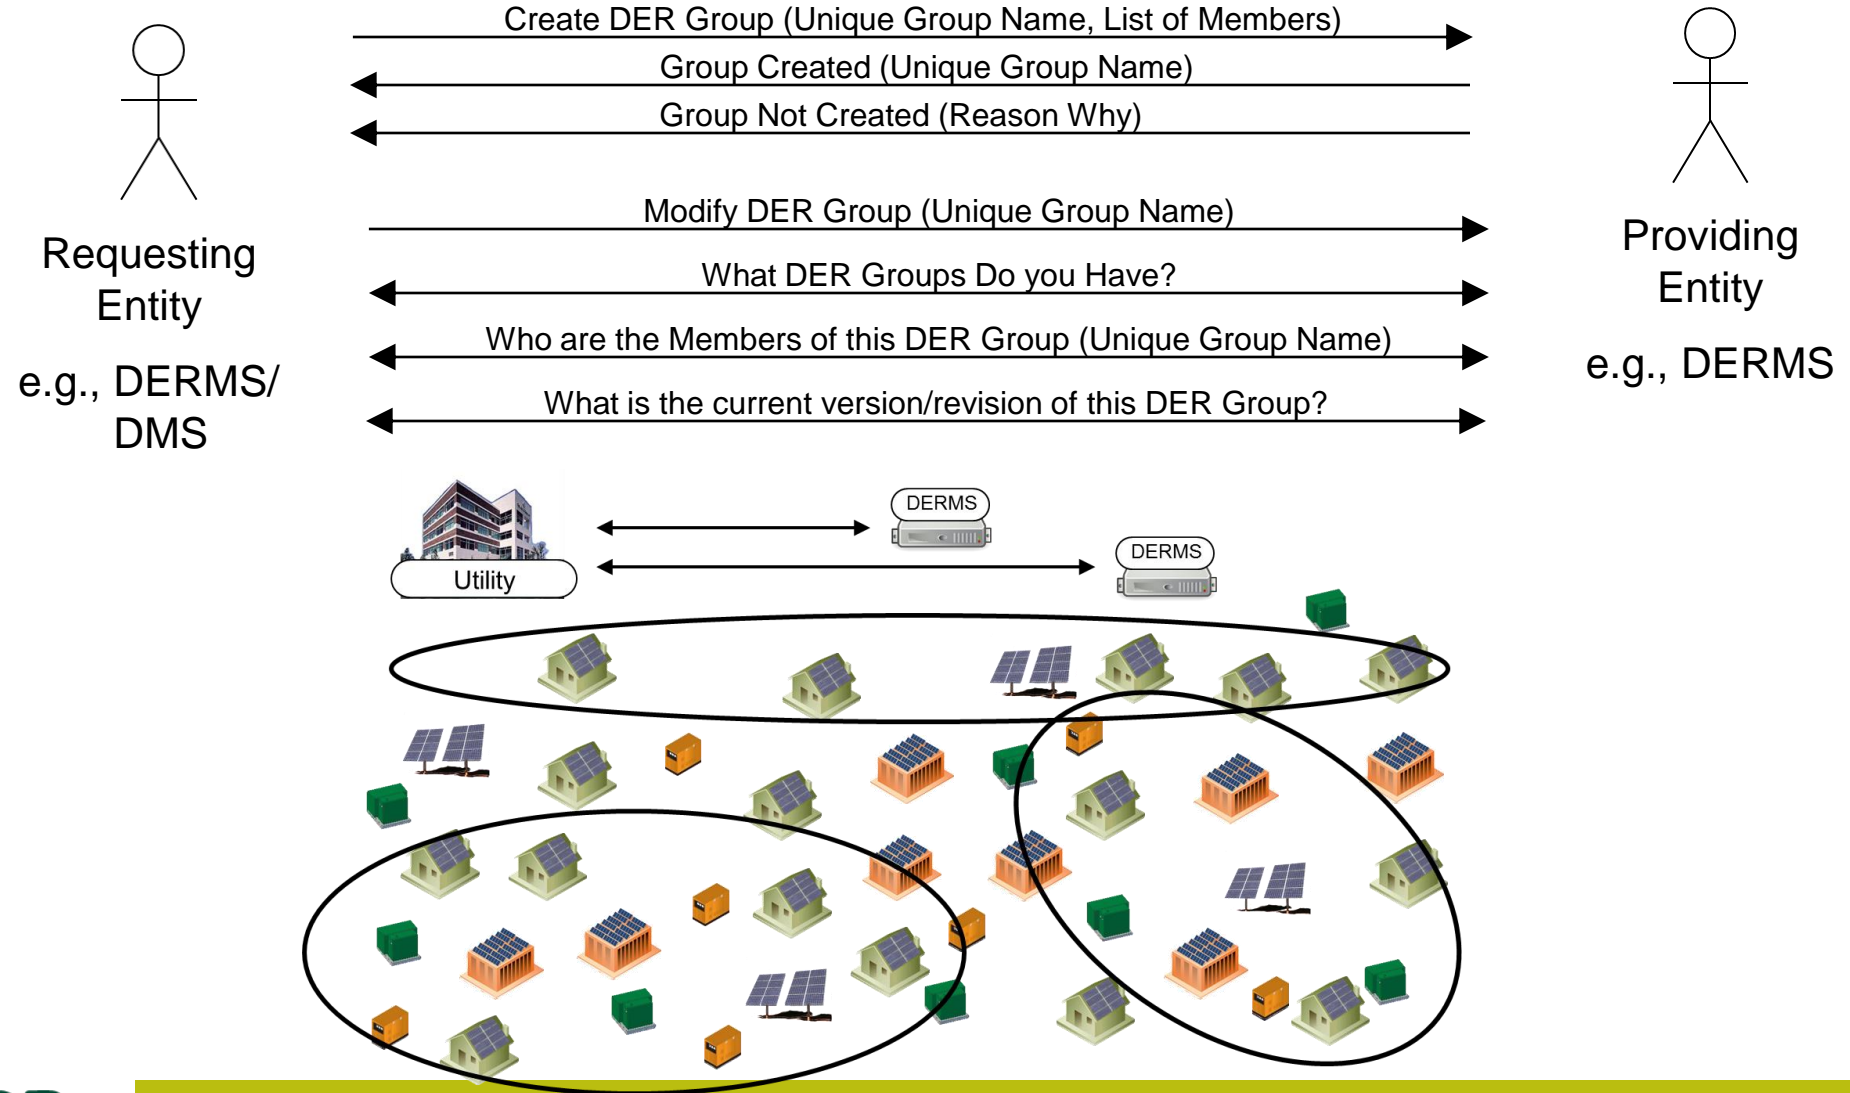 Create DER Group (Unique Group Name, List of Members)
Group Created (Unique Group Name)
Group Not Created (Reason Why)
Modify DER Group (Unique Group Name)
What DER Groups Do you Have?
Who are the Members of this DER Group (Unique Group Name)
What is the current version/revision of this DER Group?
Requesting
Entity
e.g., DERMS/
DMS
Providing
Entity
e.g., DERMS
DERMS
DERMS
Utility